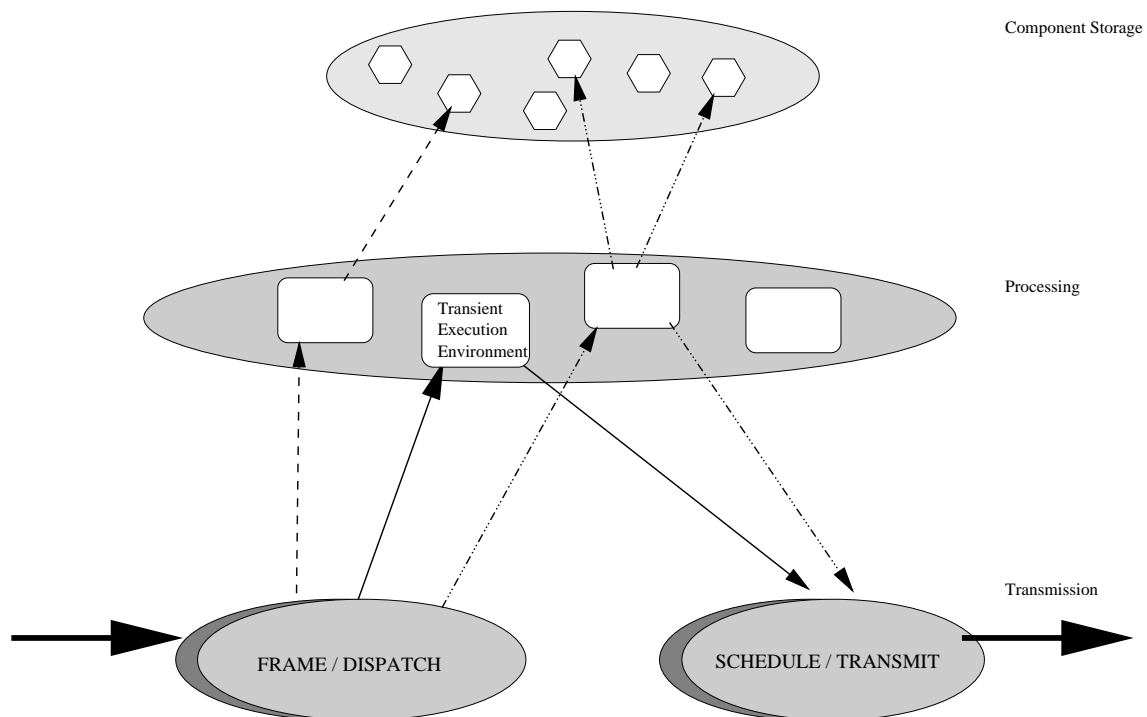 Component Storage
Processing
Transient
Execution
Environment
Transmission
FRAME / DISPATCH
SCHEDULE / TRANSMIT